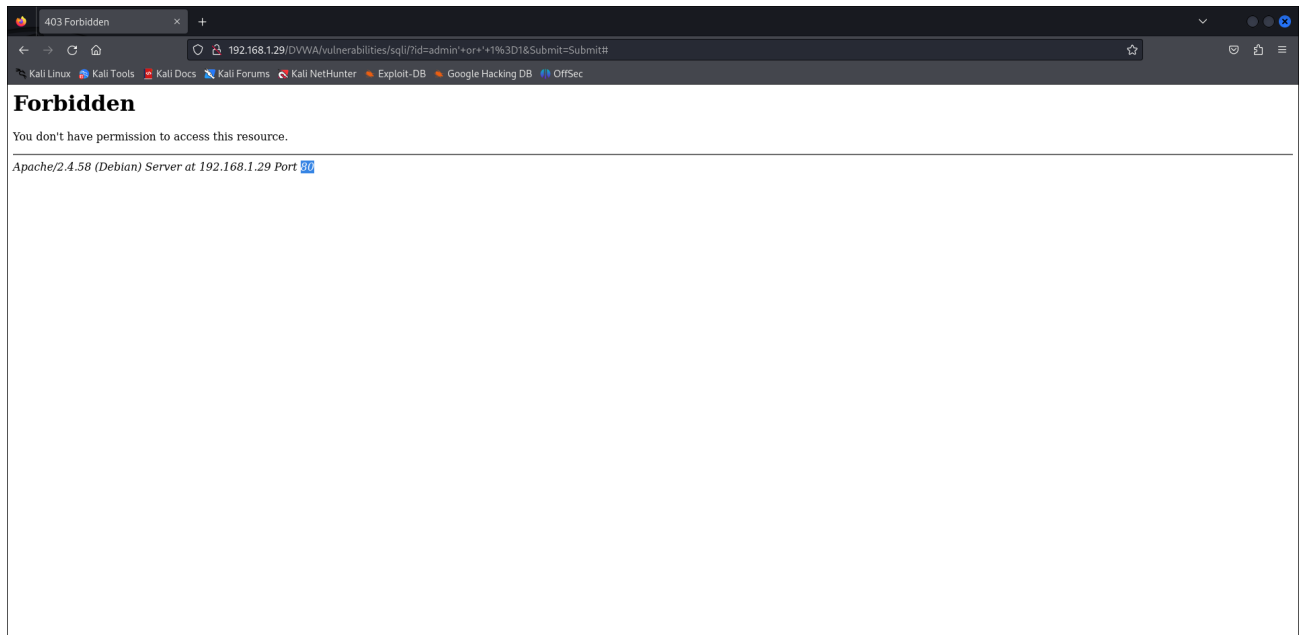 403 Forbidden
192.168.1.29/DVWA/vulnerabilities/sqli/?id=admin'+or+'+1%3D1&Submit=Submit#
Kali Linux Kali Tools Kali Docs Kali Forums Kali NetHunter Exploit-DB Google Hacking DB OffSec
Forbidden
You don't have permission to access this resource.
Apache/2.4.58 (Debian) Server at 192.168.1.29 Port 80